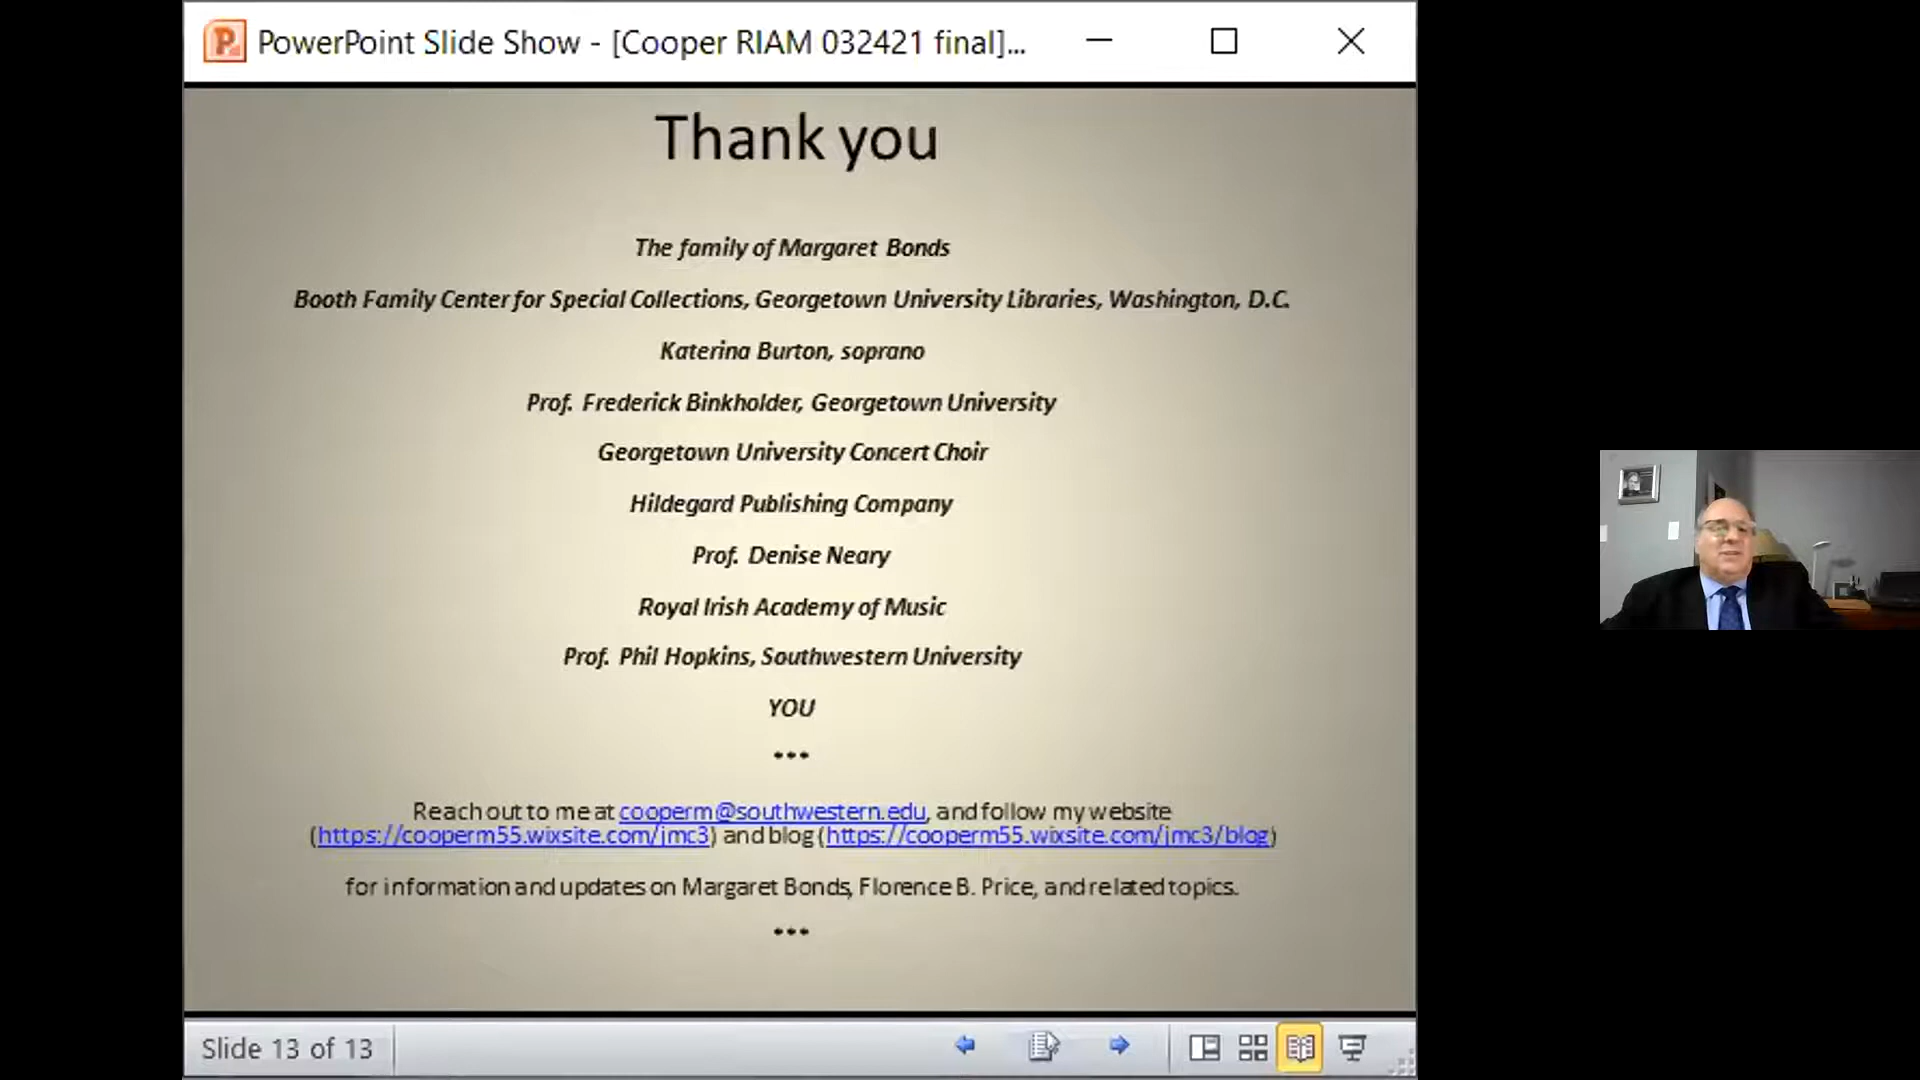 PowerPoint Slide Show - [Cooper RIAM 032421 final]...
Thank you
The family of Margaret Bonds
Booth Family Center for Special Collections, Georgetown University Libraries, Washington, D.C.
Katerina Burton, soprano
Prof. Frederick Binkholder, Georgetown University
Georgetown University Concert Choir
Hildegard Publishing Company
Prof. Denise Neary
Royal Irish Academy of Music
Prof. Phil Hopkins, Southwestern University
YOU
•••
Reach out to me at cooperm@southwestern.edu, and follow my website
(https://cooperm55.wixsite.com/jmc3) and blog (https://cooperm55.wixsite.com/jmc3/blog)
for information and updates on Margaret Bonds, Florence B. Price, and related topics.
•••
Slide 13 of 13